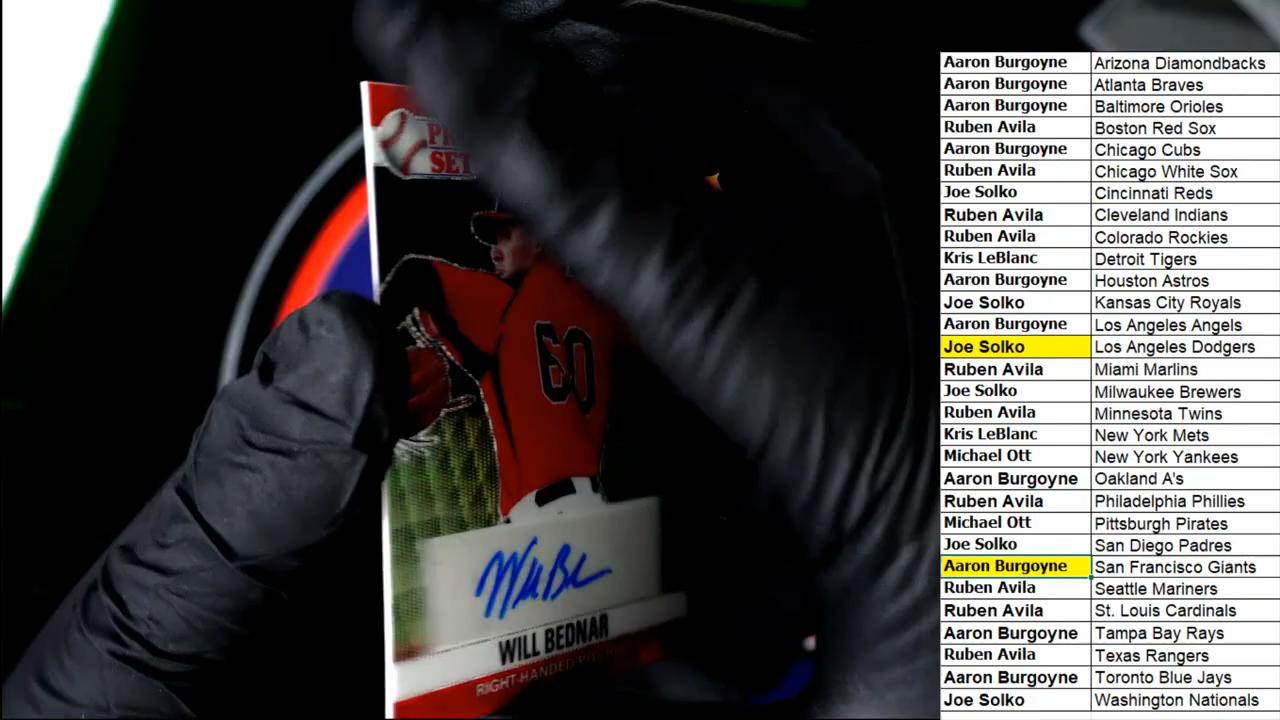 PR
SET
60
Will Be
WILL BEDNAR
RIGHT-HANDED
Aaron Burgoyne Arizona Diamondbacks
Aaron Burgoyne Atlanta Braves
Aaron Burgoyne Baltimore Orioles
Ruben Avila Boston Red Sox
Aaron Burgoyne Chicago Cubs
Ruben Avila Chicago White Sox
Joe Solko Cincinnati Reds
Ruben Avila Cleveland Indians
Ruben Avila Colorado Rockies
Kris LeBlanc Detroit Tigers
Aaron Burgoyne Houston Astros
Joe Solko Kansas City Royals
Aaron Burgoyne Los Angeles Angels
Joe Solko Los Angeles Dodgers
Ruben Avila Miami Marlins
Joe Solko Milwaukee Brewers
Ruben Avila Minnesota Twins
Kris LeBlanc New York Mets
Michael Ott New York Yankees
Aaron Burgoyne Oakland A's
Ruben Avila Philadelphia Phillies
Michael Ott Pittsburgh Pirates
Joe Solko San Diego Padres
Aaron Burgoyne San Francisco Giants
Ruben Avila Seattle Mariners
Ruben Avila St. Louis Cardinals
Aaron Burgoyne Tampa Bay Rays
Ruben Avila Texas Rangers
Aaron Burgoyne Toronto Blue Jays
Joe Solko Washington Nationals